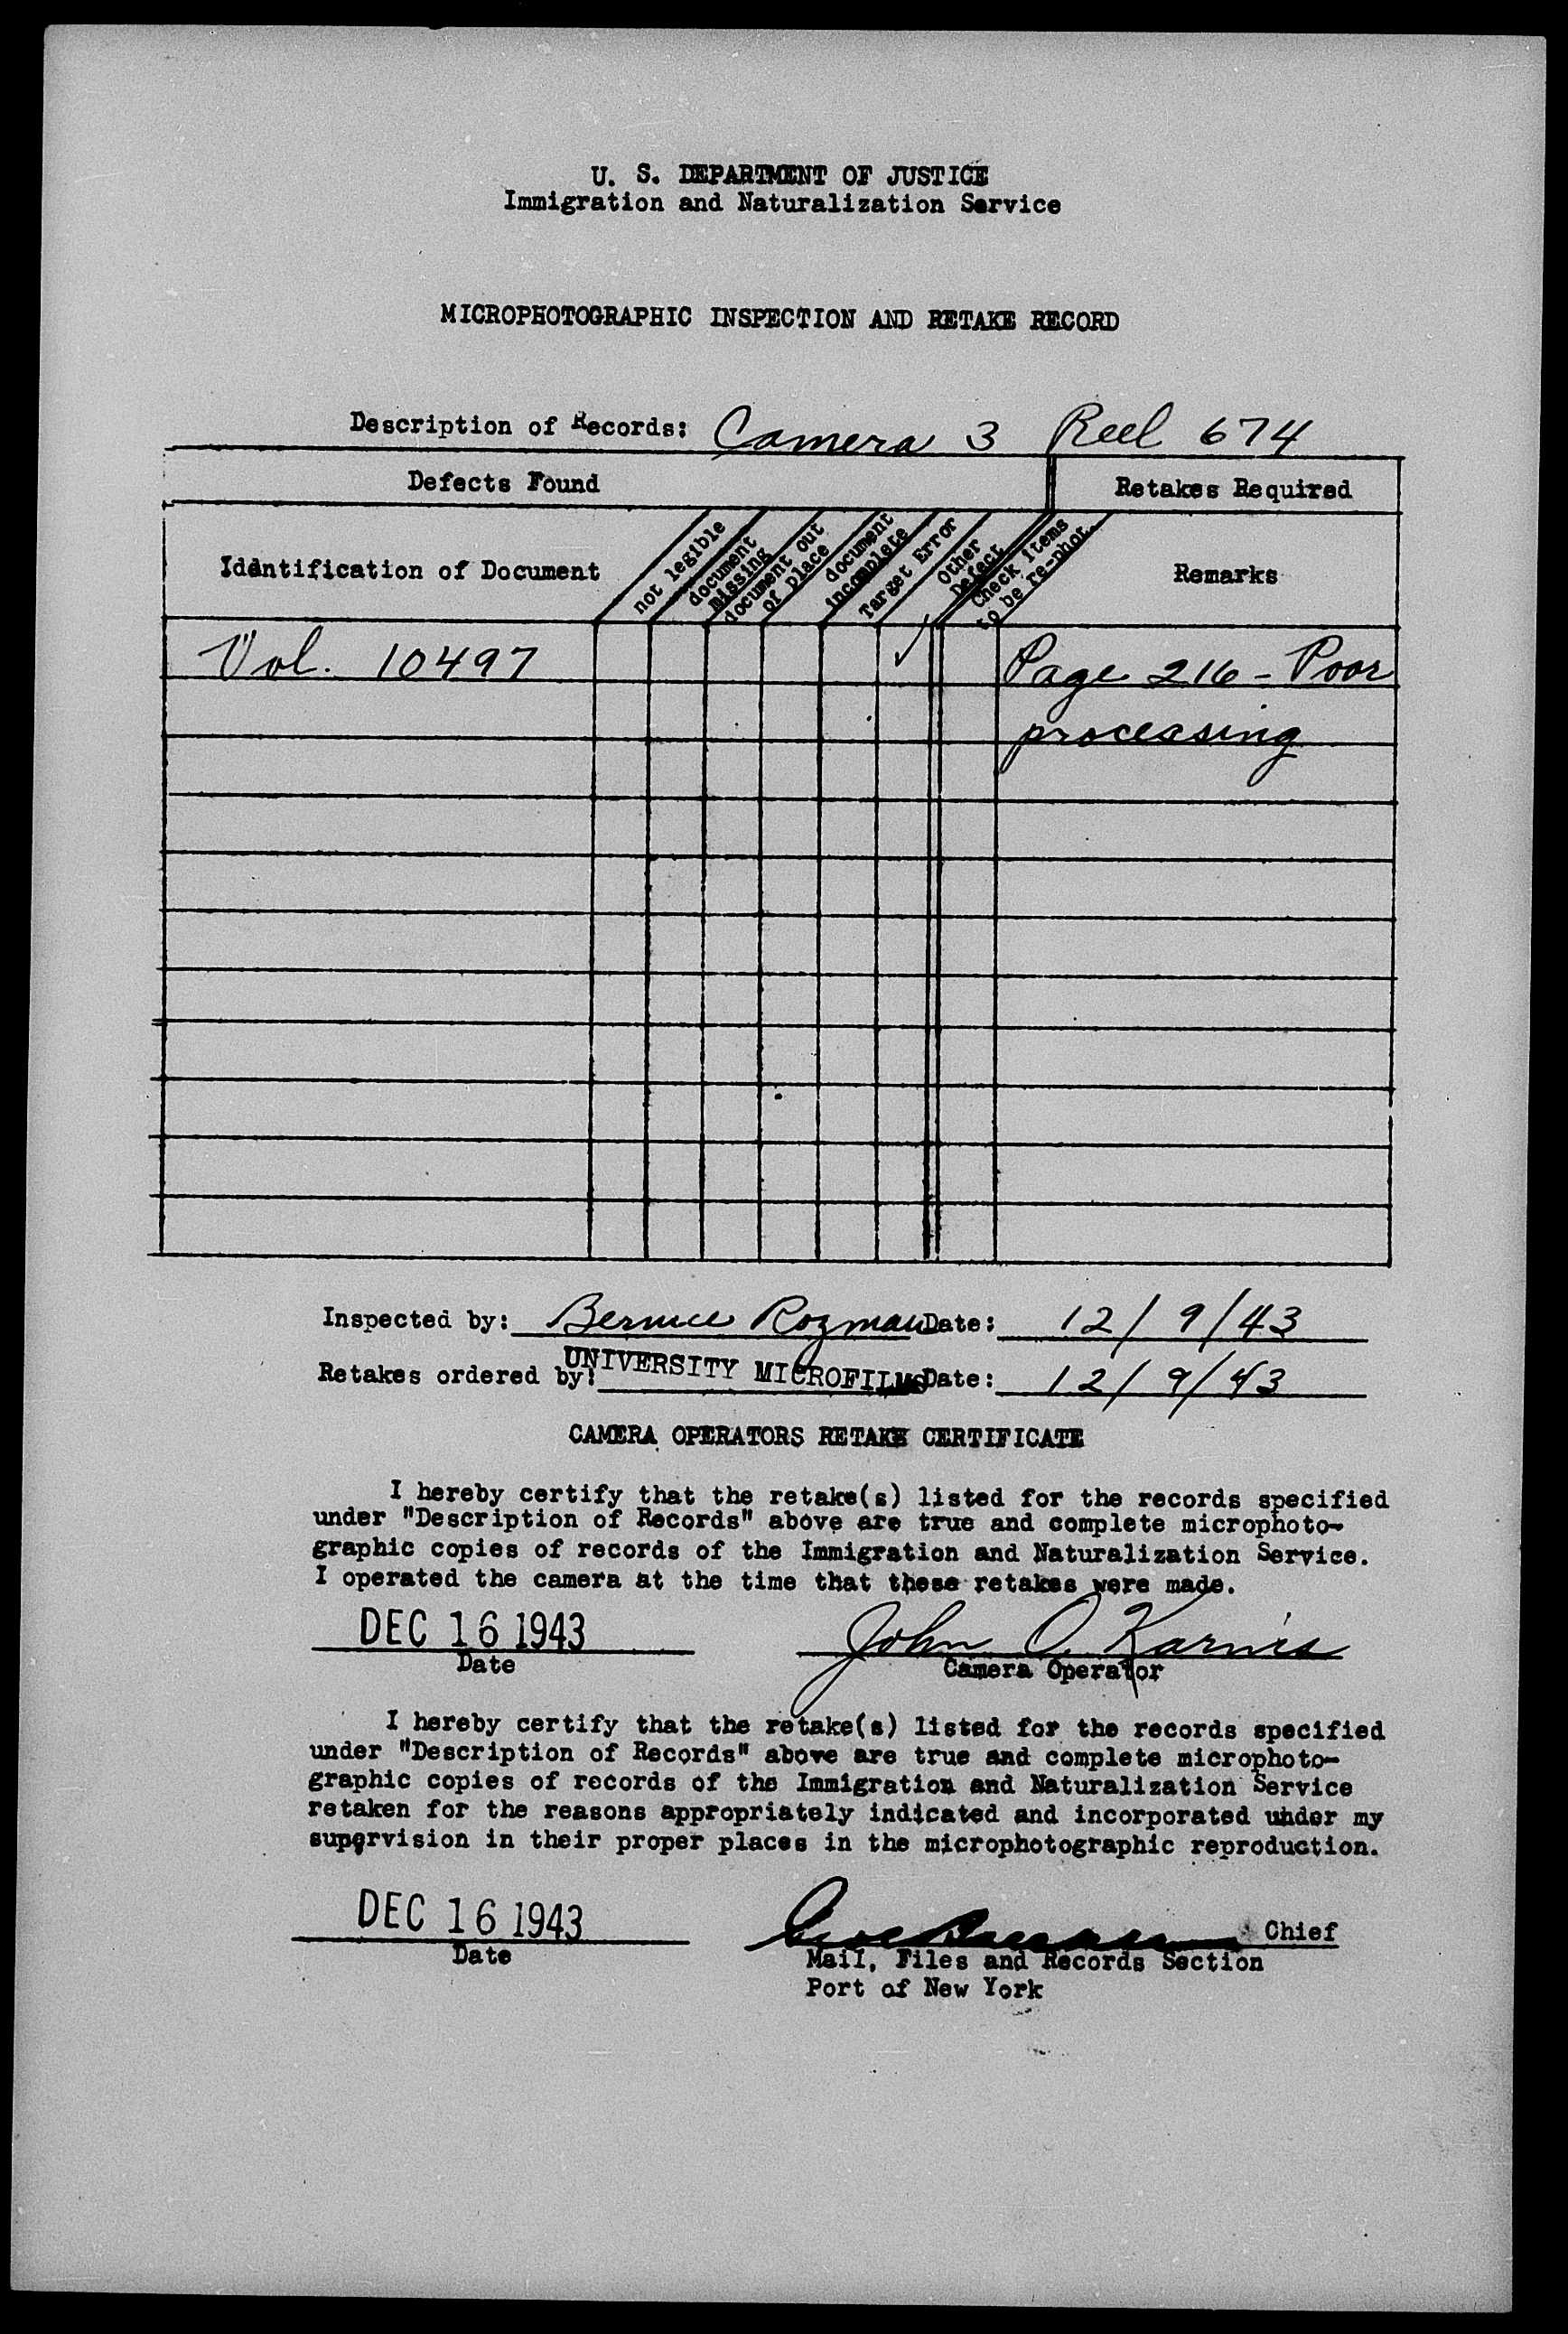 U. S. DEPARTMENT OF JUSTICE
Immigration and Naturalization Service
MICROPHOTOGRAPHIC INSPECTION AND RETAKE RECORD
Description of Records: Camera 3 Reel 674
Defects Found
Retakes Required
Identification of Document
not legible
document missing
document out of place
document incomplete
Target Error
Other Defect
Check items to be re-phot.
Remarks
Vol. 10497 ✓ Page 216 - Poor
processing
Inspected by: Bernice Rozman Date: 12/9/43
Retakes ordered by: UNIVERSITY MICROFILMS Date: 12/9/43
CAMERA OPERATORS RETAKE CERTIFICATE
I hereby certify that the retake(s) listed for the records specified
under "Description of Records" above are true and complete microphoto-
graphic copies of records of the Immigration and Naturalization Service.
I operated the camera at the time that these retakes were made.
DEC 16 1943 John O. Karnis
Date Camera Operator
I hereby certify that the retake(s) listed for the records specified
under "Description of Records" above are true and complete microphoto-
graphic copies of records of the Immigration and Naturalization Service
retaken for the reasons appropriately indicated and incorporated under my
supervision in their proper places in the microphotographic reproduction.
DEC 16 1943 Chief
Date Mail, Files and Records Section
Port of New York